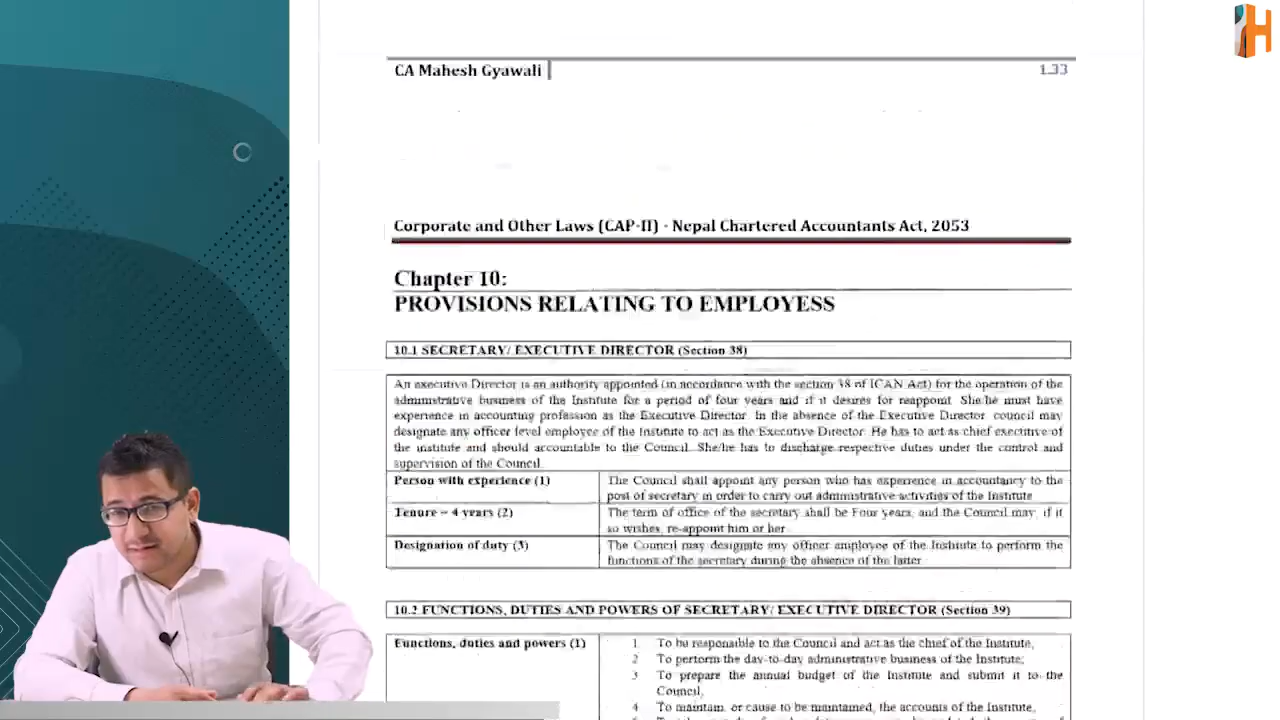 H
CA Mahesh Gyawali
1.33
Corporate and Other Laws (CAP-II) - Nepal Chartered Accountants Act, 2053
Chapter 10:
PROVISIONS RELATING TO EMPLOYESS
10.1 SECRETARY/ EXECUTIVE DIRECTOR (Section 38)
An executive Director is an authority appointed (in accordance with the section 38 of ICAN Act) for the operation of the
administrative business of the Institute for a period of four years and if it desires for reappoint. She/he must have
experience in accounting profession as the Executive Director. In the absence of the Executive Director council may
designate any officer level employee of the Institute to act as the Executive Director. He has to act as chief executive of
the institute and should accountable to the Council. She/he has to discharge respective duties under the control and
supervision of the Council.
Person with experience (1)
The Council shall appoint any person who has experience in accountancy to the
post of secretary in order to carry out administrative activities of the Institute
Tenure – 4 years (2)
The term of office of the secretary shall be Four years, and the Council may, if it
so wishes, re-appoint him or her
Designation of duty (3)
The Council may designate any officer employee of the Institute to perform the
functions of the secretary during the absence of the latter
10.2 FUNCTIONS, DUTIES AND POWERS OF SECRETARY/ EXECUTIVE DIRECTOR (Section 39)
Functions, duties and powers (1)
1 To be responsible to the Council and act as the chief of the Institute,
2 To perform the day-to-day administrative business of the Institute;
3 To prepare the annual budget of the Institute and submit it to the
Council,
4 To maintain, or cause to be maintained, the accounts of the Institute,